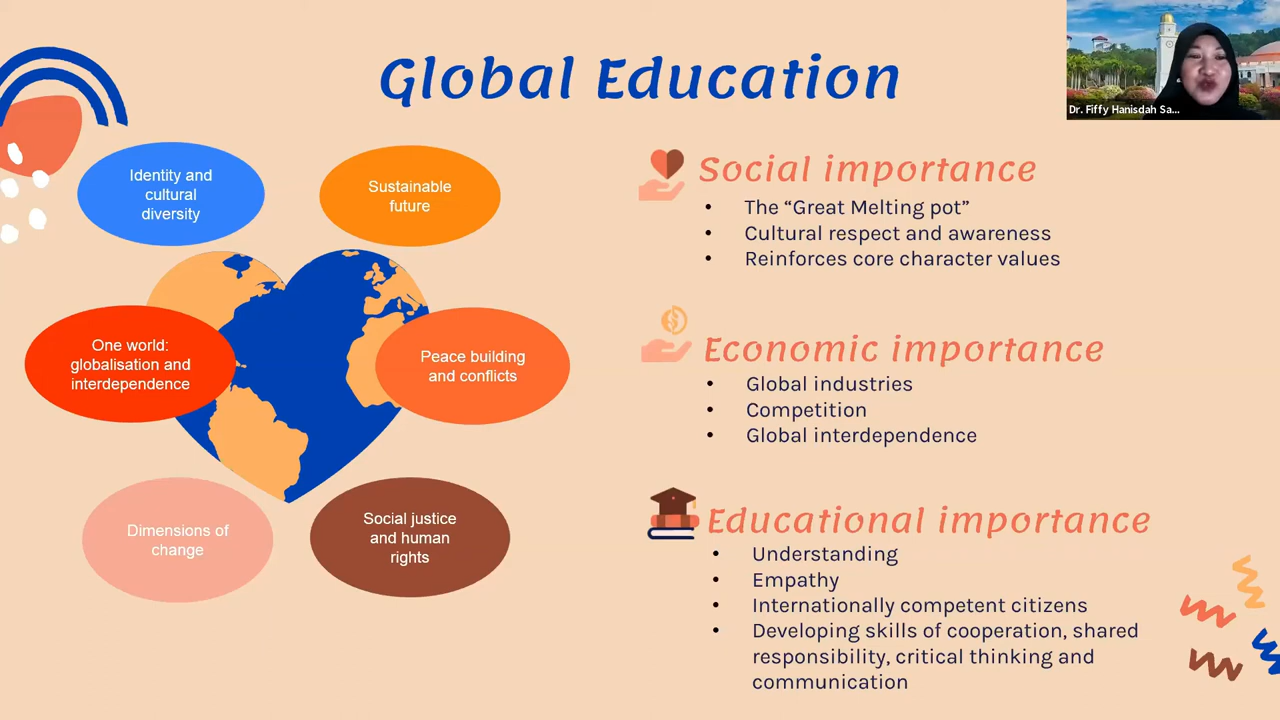 Global Education
Dr. Fiffy Hanisdah Sa...
Identity and
cultural
diversity
Sustainable
future
One world:
globalisation and
interdependence
Peace building
and conflicts
Dimensions of
change
Social justice
and human
rights
Social importance
• The “Great Melting pot”
• Cultural respect and awareness
• Reinforces core character values
Economic importance
• Global industries
• Competition
• Global interdependence
Educational importance
• Understanding
• Empathy
• Internationally competent citizens
• Developing skills of cooperation, shared
responsibility, critical thinking and
communication